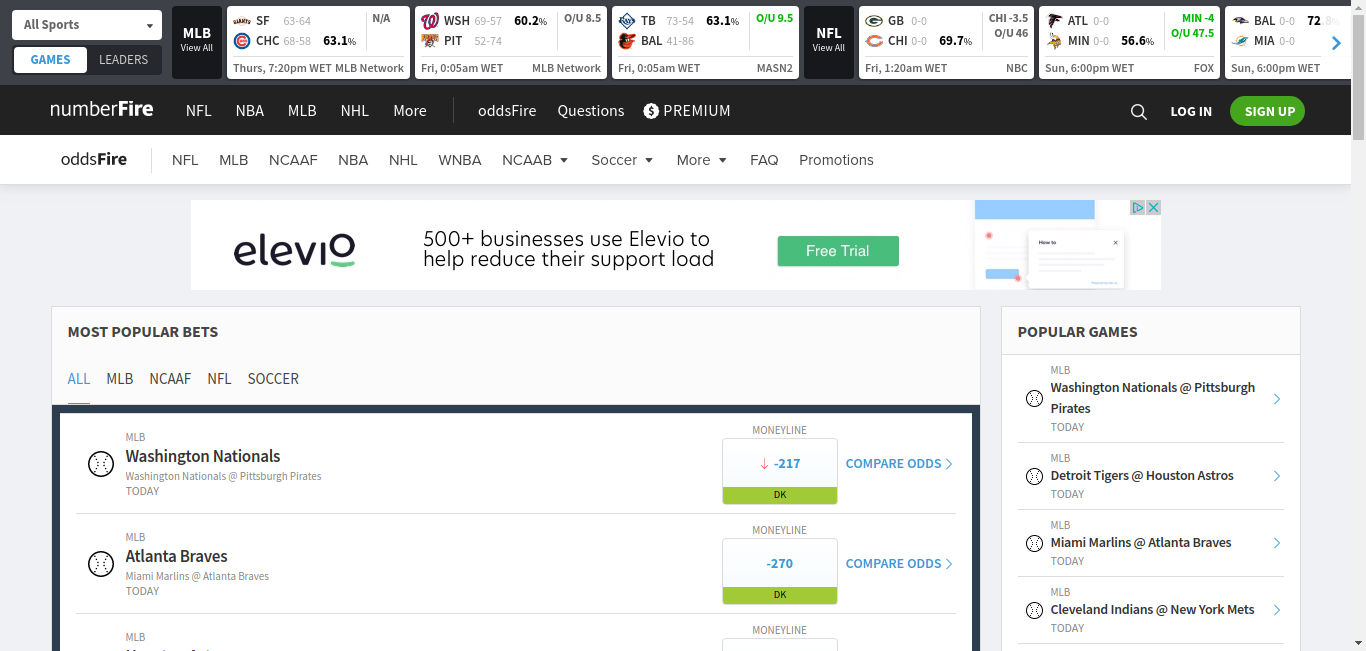 All Sports
GAMES
LEADERS
MLB
View All
SF 63-64 N/A
CHC 68-58 63.1%
Thurs, 7:20pm WET MLB Network
WSH 69-57 60.2% O/U 8.5
PIT 52-74
Fri, 0:05am WET MLB Network
TB 73-54 63.1% O/U 9.5
BAL 41-86
Fri, 0:05am WET MASN2
NFL
View All
GB 0-0 CHI -3.5
CHI 0-0 69.7% O/U 46
Fri, 1:20am WET NBC
ATL 0-0 MIN -4
MIN 0-0 56.6% O/U 47.5
Sun, 6:00pm WET FOX
BAL 0-0 72.8%
MIA 0-0
Sun, 6:00pm WET
numberFire NFL NBA MLB NHL More oddsFire Questions $ PREMIUM LOG IN SIGN UP
oddsFire NFL MLB NCAAF NBA NHL WNBA NCAAB Soccer More FAQ Promotions
elevio
500+ businesses use Elevio to
help reduce their support load
Free Trial
How to
MOST POPULAR BETS
ALL MLB NCAAF NFL SOCCER
MLB
Washington Nationals
Washington Nationals @ Pittsburgh Pirates
TODAY
MONEYLINE
-217
DK
COMPARE ODDS
MLB
Atlanta Braves
Miami Marlins @ Atlanta Braves
TODAY
MONEYLINE
-270
DK
COMPARE ODDS
MLB
MONEYLINE
POPULAR GAMES
MLB
Washington Nationals @ Pittsburgh
Pirates
TODAY
MLB
Detroit Tigers @ Houston Astros
TODAY
MLB
Miami Marlins @ Atlanta Braves
TODAY
MLB
Cleveland Indians @ New York Mets
TODAY